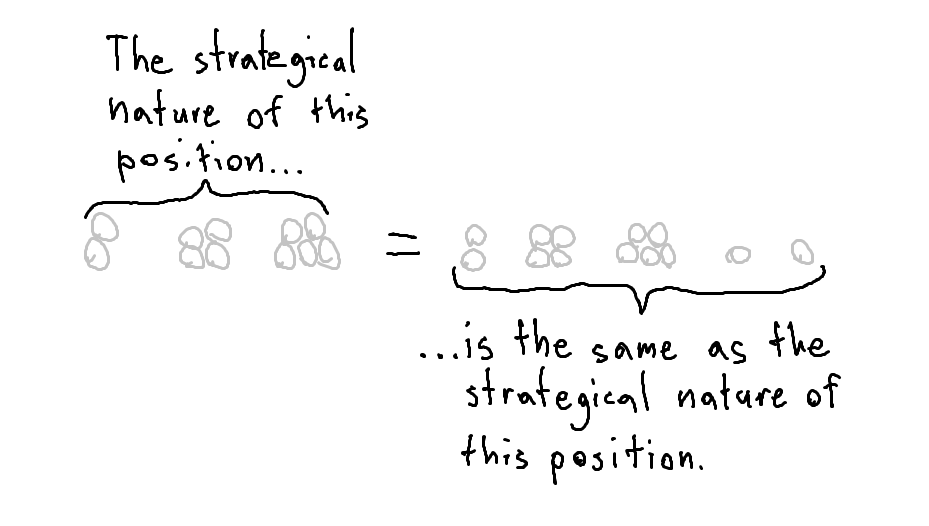 The strategical
nature of this
position...
=
...is the same as the
strategical nature of
this position.